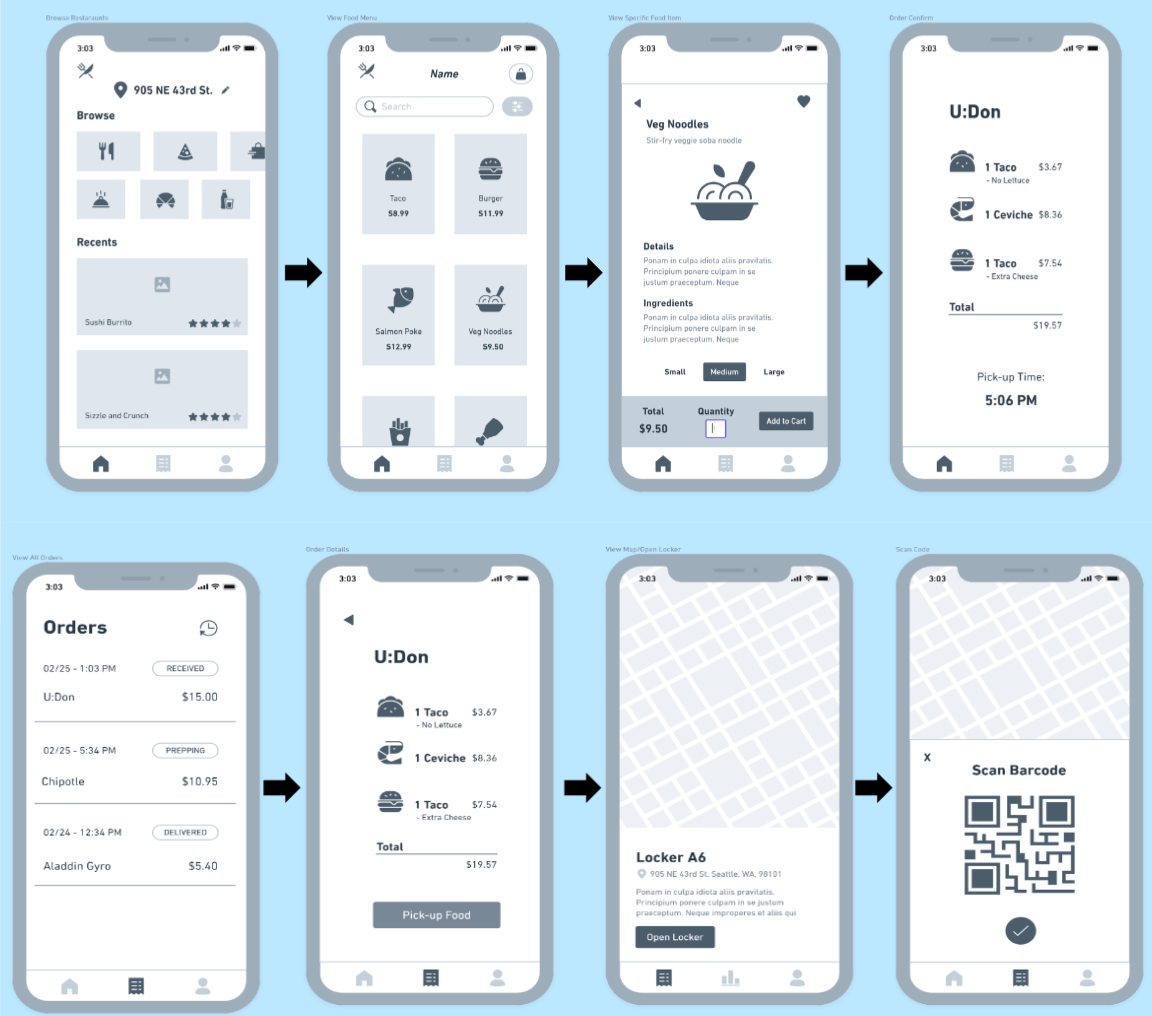 Browse Restaraunts
3:03
905 NE 43rd St.
Browse
Recents
Sushi Burrito
Sizzle and Crunch
View Food Menu
3:03
Name
Search
Taco
$8.99
Burger
$11.99
Salmon Poke
$12.99
Veg Noodles
$9.50
View Specific Food Item
3:03
Veg Noodles
Stir-fry veggie soba noodle
Details
Ponam in culpa idiota aliis pravitatis.
Principium ponere culpam in se
justum praeceptum. Neque
Ingredients
Ponam in culpa idiota aliis pravitatis.
Principium ponere culpam in se
justum praeceptum. Neque
Small Medium Large
Total Quantity
$9.50 Add to Cart
Order Confirm
3:03
U:Don
1 Taco $3.67
- No Lettuce
1 Ceviche $8.36
1 Taco $7.54
- Extra Cheese
Total
$19.57
Pick-up Time:
5:06 PM
View All Orders
3:03
Orders
02/25 - 1:03 PM RECEIVED
U:Don $15.00
02/25 - 5:34 PM PREPPING
Chipotle $10.95
02/24 - 12:34 PM DELIVERED
Aladdin Gyro $5.40
Order Details
3:03
U:Don
1 Taco $3.67
- No Lettuce
1 Ceviche $8.36
1 Taco $7.54
- Extra Cheese
Total
$19.57
Pick-up Food
View Map/Open Locker
3:03
Locker A6
905 NE 43rd St. Seattle, WA, 98101
Ponam in culpa idiota aliis pravitatis.
Principium ponere culpam in se justum
praeceptum. Neque improperes et aliis qui
Open Locker
Scan Code
3:03
X
Scan Barcode